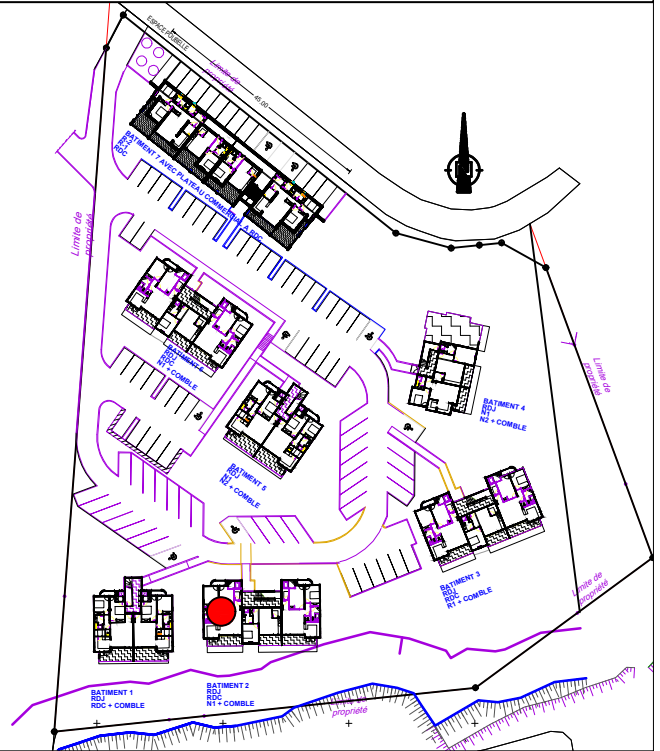 ESPACE POUBELLE
Limite de
propriété
45,00
BATIMENT 7 AVEC PLATEAU COMMERCIAL A RDC
R-2
R-1
RDC
Limite de
propriété
BATIMENT 6
RDJ
RDC
N1 + COMBLE
BATIMENT 4
RDJ
N1
N2 + COMBLE
Limite de
propriété
BATIMENT 5
RDJ
N1
N2 + COMBLE
BATIMENT 3
RDJ
RDC
R1 + COMBLE
Limite de
propriété
BATIMENT 1
RDJ
RDC + COMBLE
BATIMENT 2
RDJ
RDC
N1 + COMBLE
Limite de
propriété